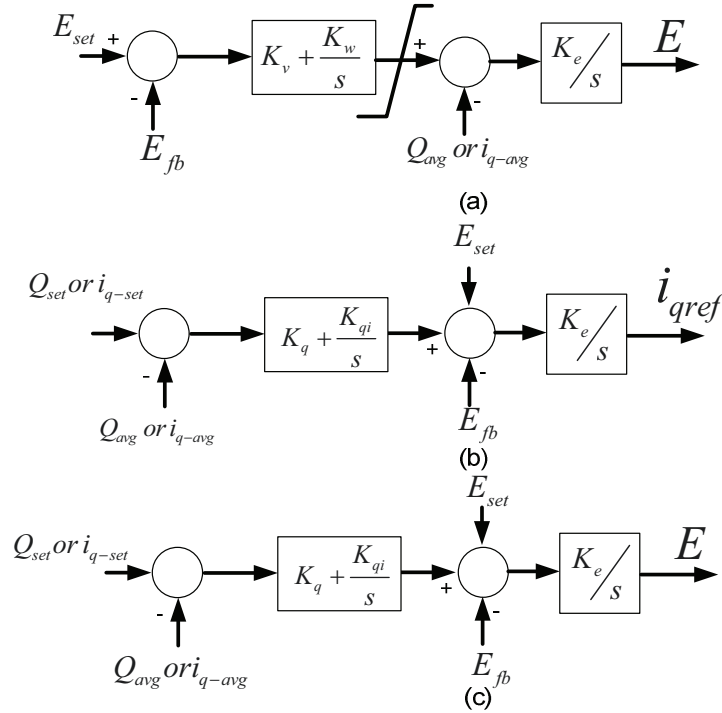 E_set + - E_fb K_v + K_w/s + - Q_avg or i_q-avg K_e/s E
(a)
Q_set or i_q-set - Q_avg or i_q-avg K_q + K_qi/s E_set + - E_fb K_e/s i_qref
(b)
Q_set or i_q-set - Q_avg or i_q-avg K_q + K_qi/s E_set + - E_fb K_e/s E
(c)